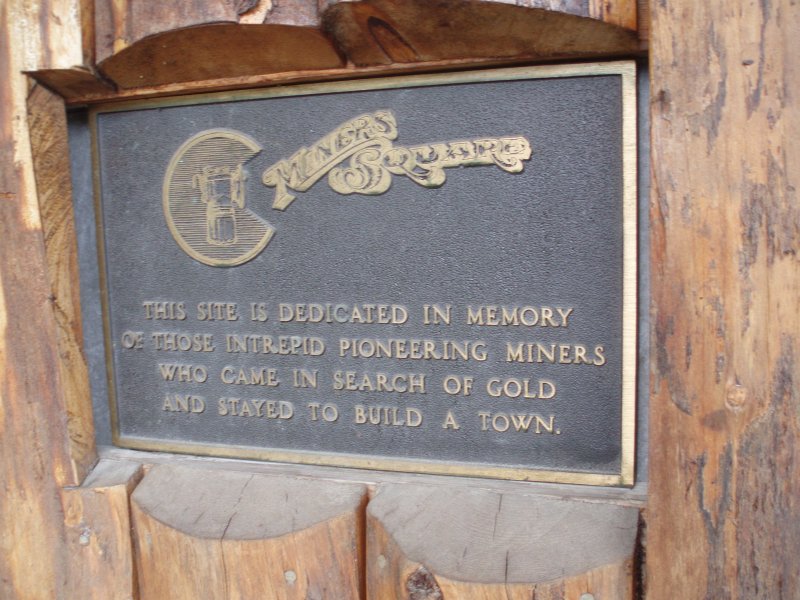 MINERS SQUARE
THIS SITE IS DEDICATED IN MEMORY
OF THOSE INTREPID PIONEERING MINERS
WHO CAME IN SEARCH OF GOLD
AND STAYED TO BUILD A TOWN.